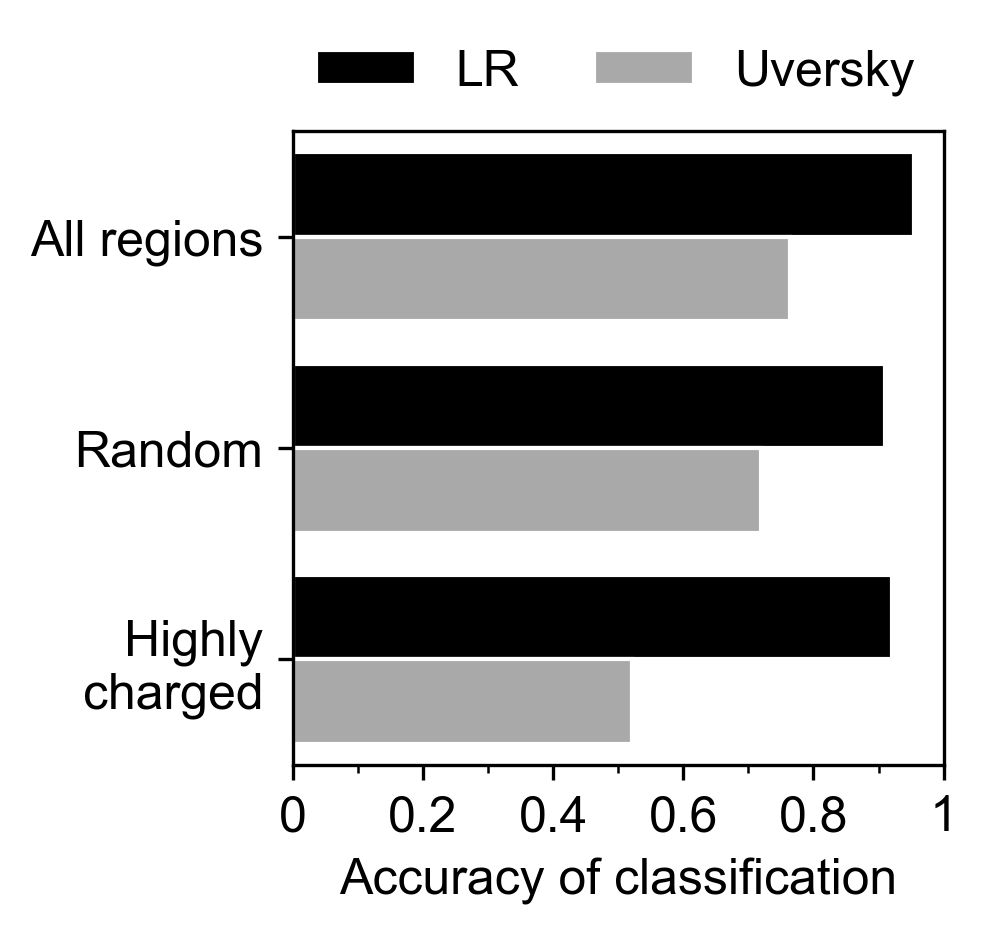 LR Uversky
All regions
Random
Highly
charged
0 0.2 0.4 0.6 0.8 1
Accuracy of classification